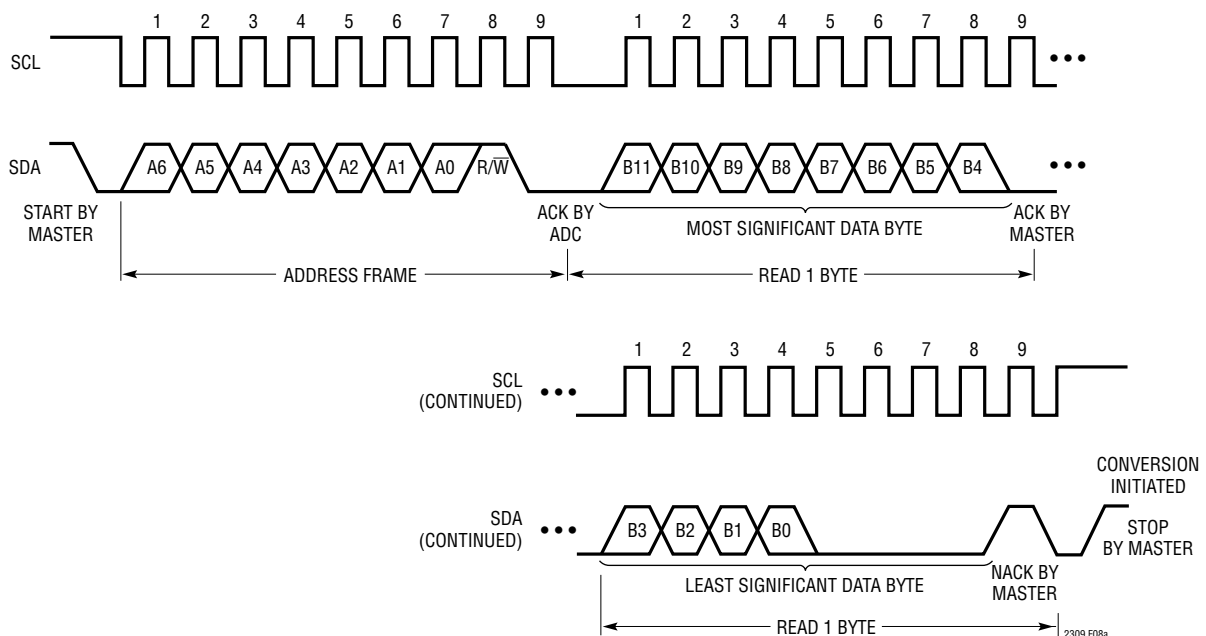 1 2 3 4 5 6 7 8 9 1 2 3 4 5 6 7 8 9
SCL
SDA
A6 A5 A4 A3 A2 A1 A0 R/W̅ B11 B10 B9 B8 B7 B6 B5 B4
START BY
MASTER
ACK BY
ADC
MOST SIGNIFICANT DATA BYTE
ACK BY
MASTER
ADDRESS FRAME
READ 1 BYTE
1 2 3 4 5 6 7 8 9
SCL
(CONTINUED)
CONVERSION
INITIATED
SDA
(CONTINUED)
B3 B2 B1 B0
STOP
BY MASTER
LEAST SIGNIFICANT DATA BYTE
NACK BY
MASTER
READ 1 BYTE
2309 F08a